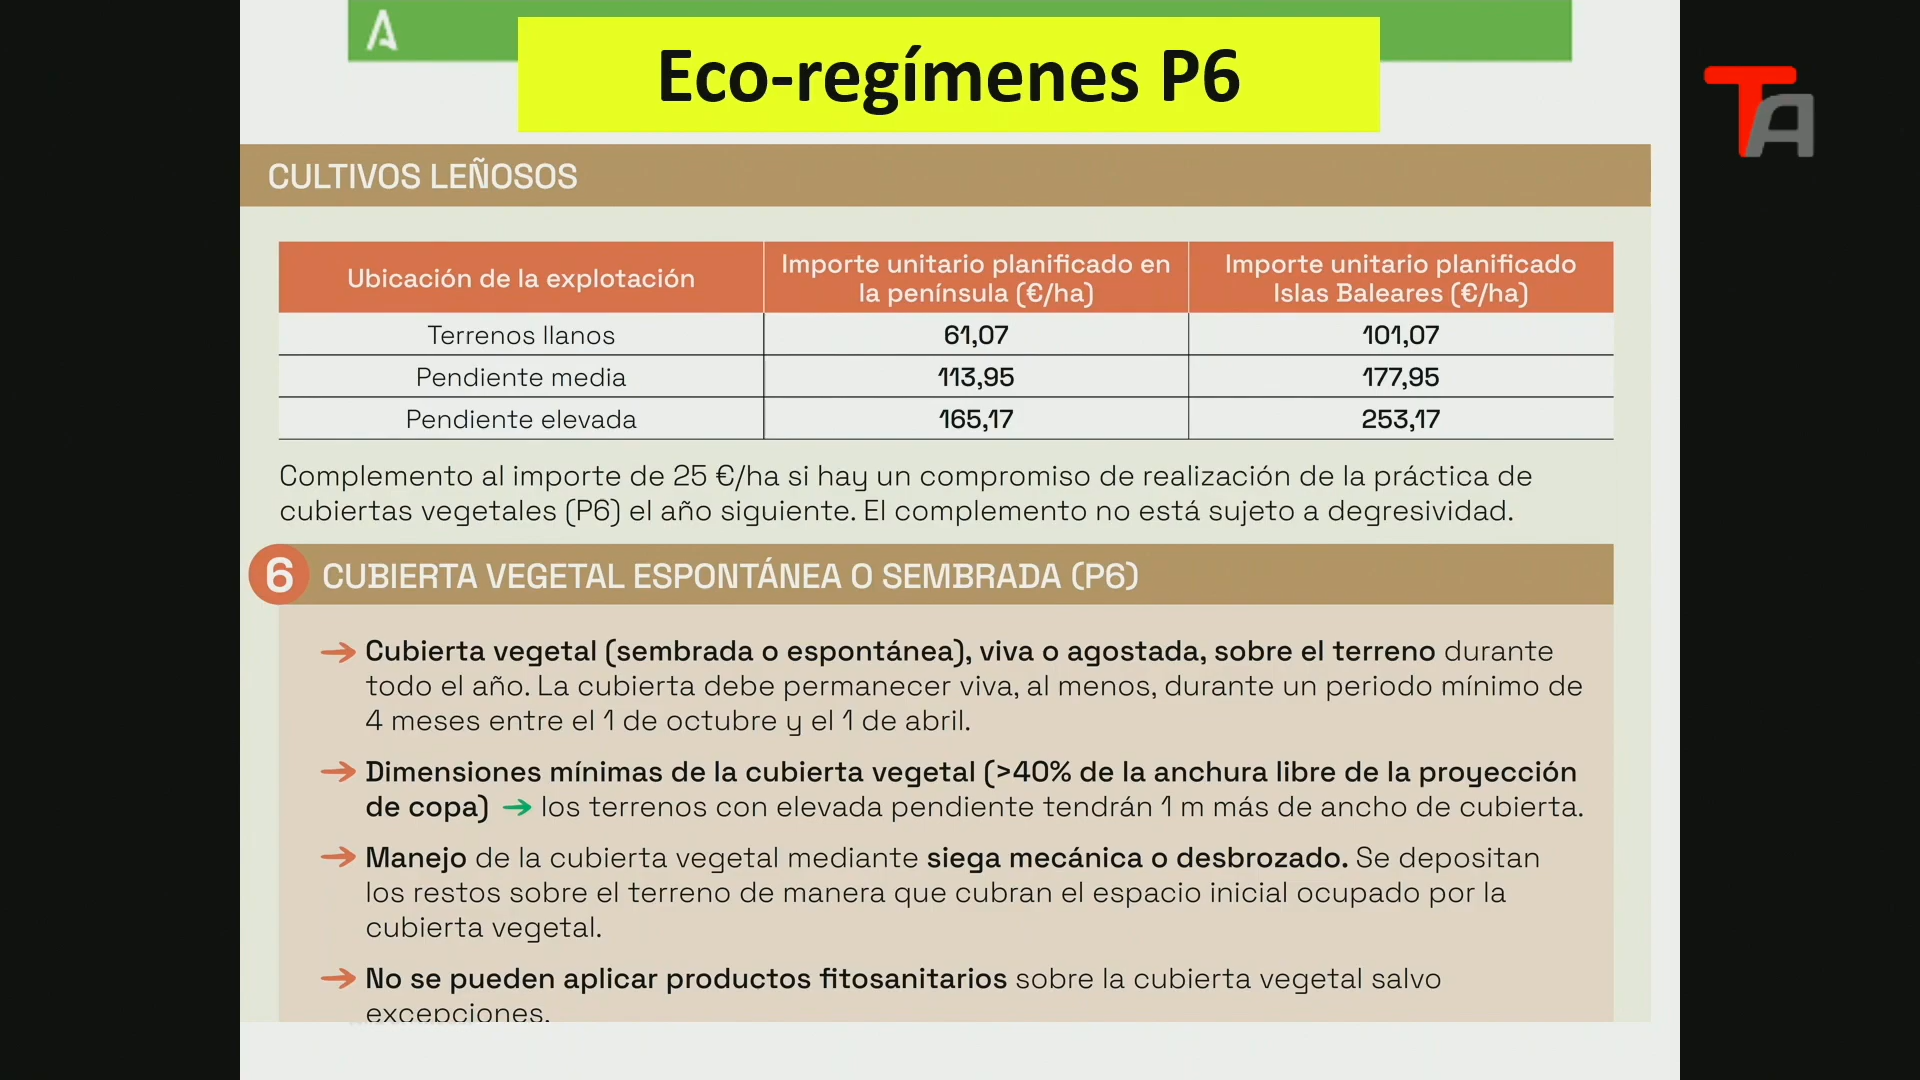 A
Eco-regímenes P6
TA
CULTIVOS LEÑOSOS
Ubicación de la explotación
Importe unitario planificado en
la península (€/ha)
Importe unitario planificado
Islas Baleares (€/ha)
Terrenos llanos 61,07 101,07
Pendiente media 113,95 177,95
Pendiente elevada 165,17 253,17
Complemento al importe de 25 €/ha si hay un compromiso de realización de la práctica de
cubiertas vegetales (P6) el año siguiente. El complemento no está sujeto a degresividad.
6 CUBIERTA VEGETAL ESPONTÁNEA O SEMBRADA (P6)
→ Cubierta vegetal (sembrada o espontánea), viva o agostada, sobre el terreno durante
todo el año. La cubierta debe permanecer viva, al menos, durante un periodo mínimo de
4 meses entre el 1 de octubre y el 1 de abril.
→ Dimensiones mínimas de la cubierta vegetal (>40% de la anchura libre de la proyección
de copa) → los terrenos con elevada pendiente tendrán 1 m más de ancho de cubierta.
→ Manejo de la cubierta vegetal mediante siega mecánica o desbrozado. Se depositan
los restos sobre el terreno de manera que cubran el espacio inicial ocupado por la
cubierta vegetal.
→ No se pueden aplicar productos fitosanitarios sobre la cubierta vegetal salvo
excepciones.